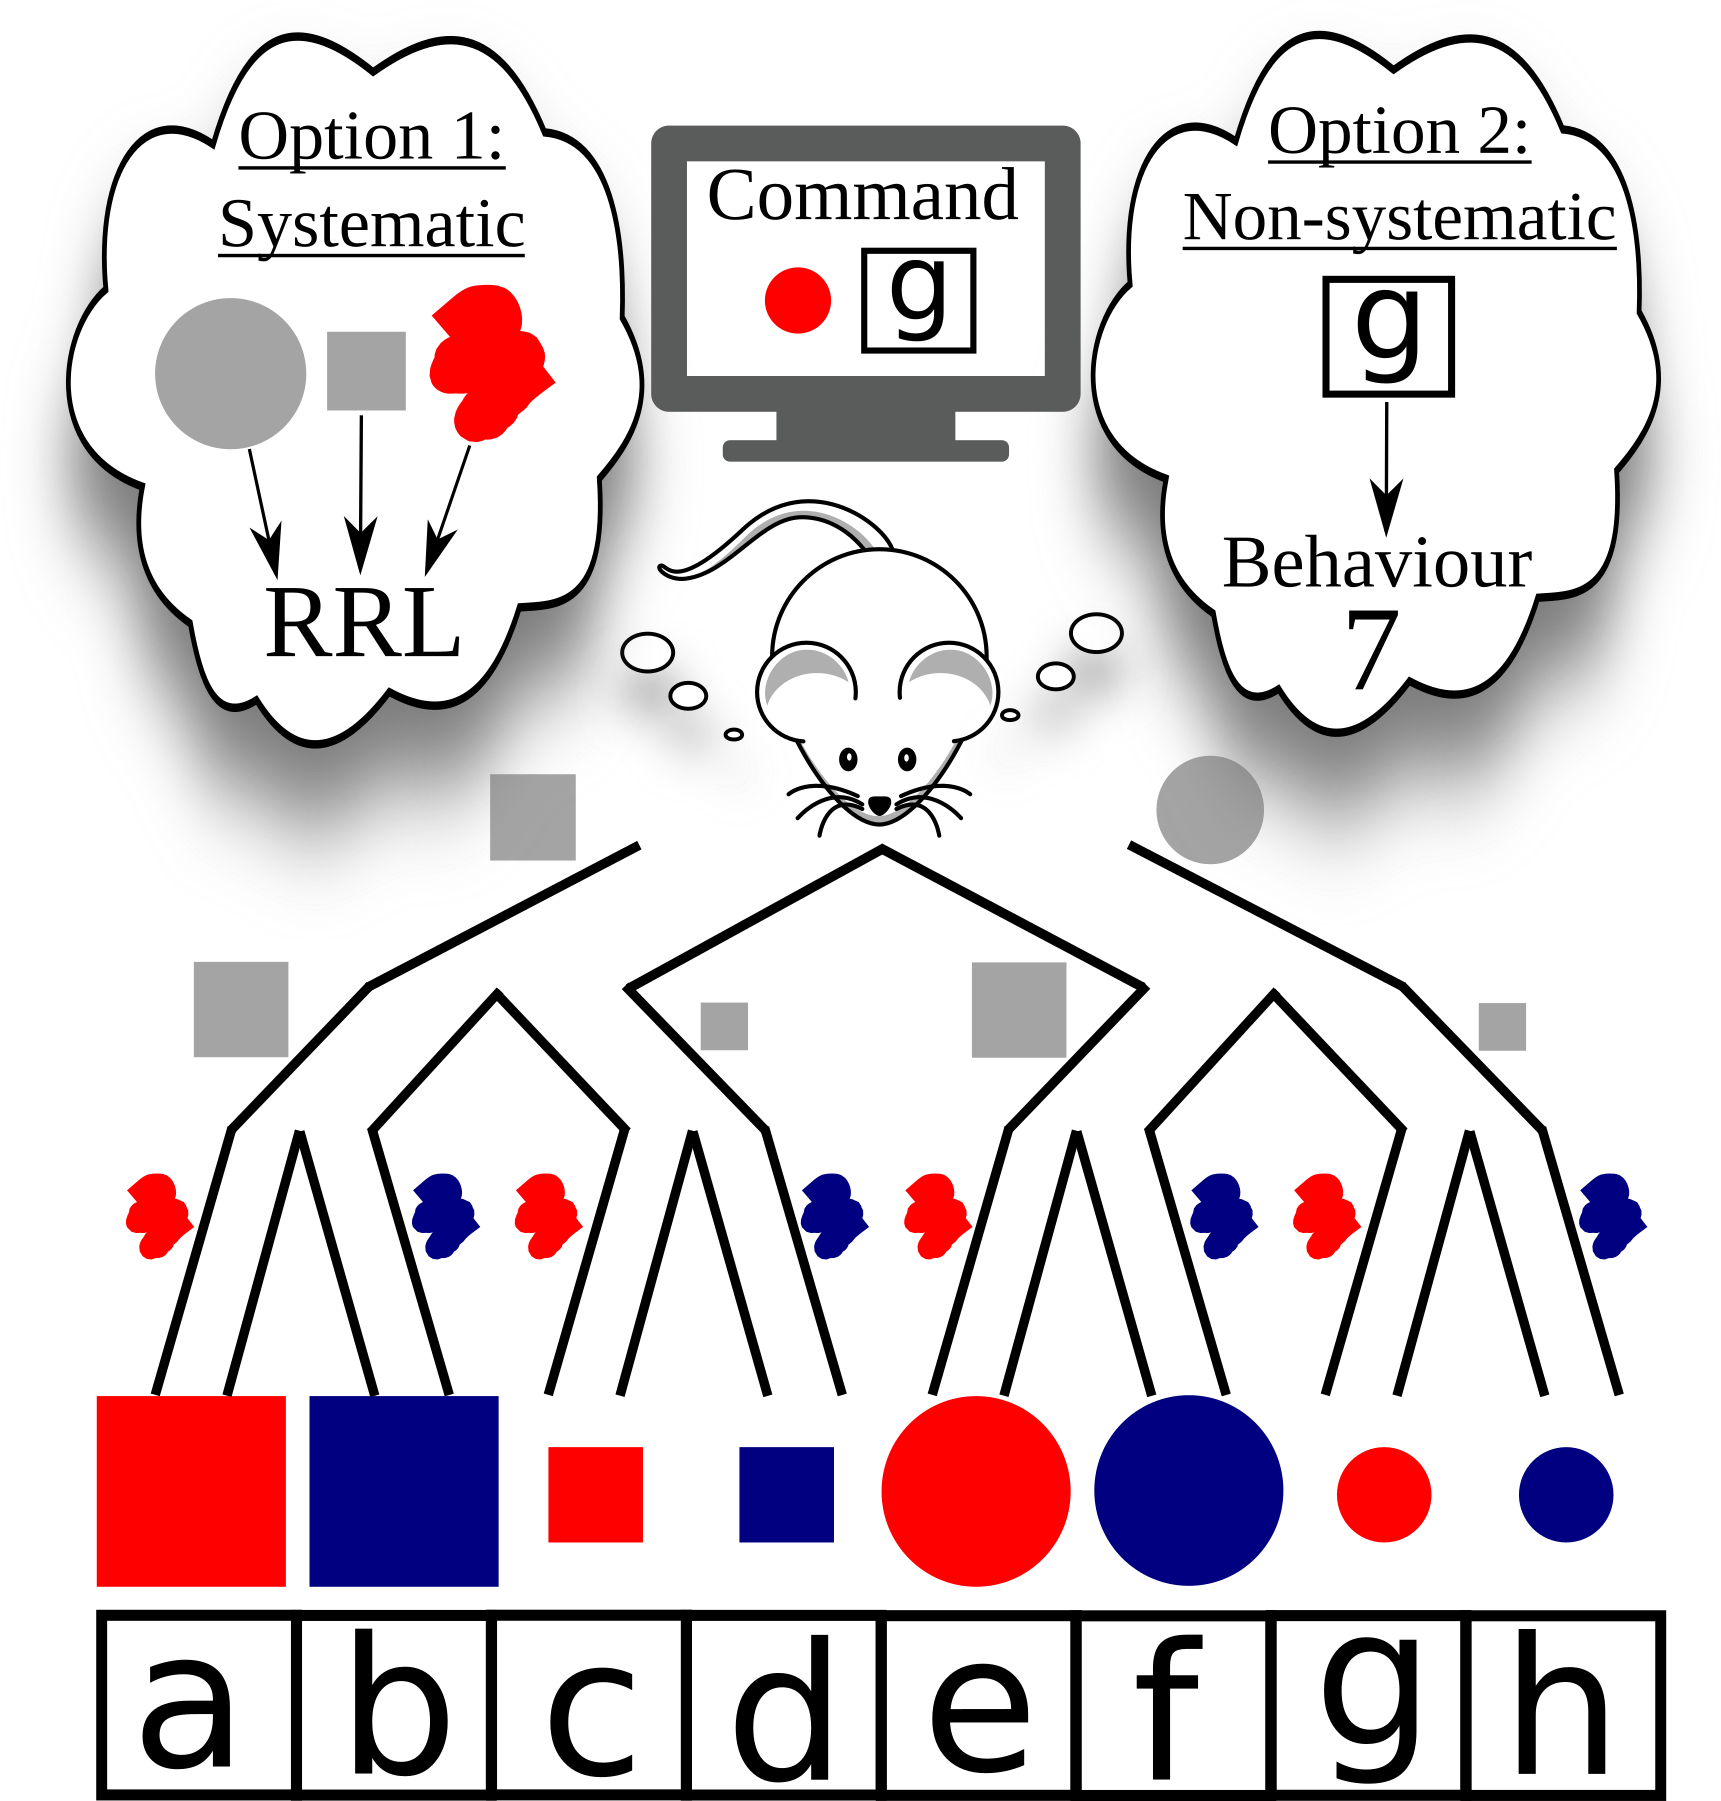 Option 1:
Systematic
RRL
Command
g
Option 2:
Non-systematic
g
Behaviour
7
a b c d e f g h